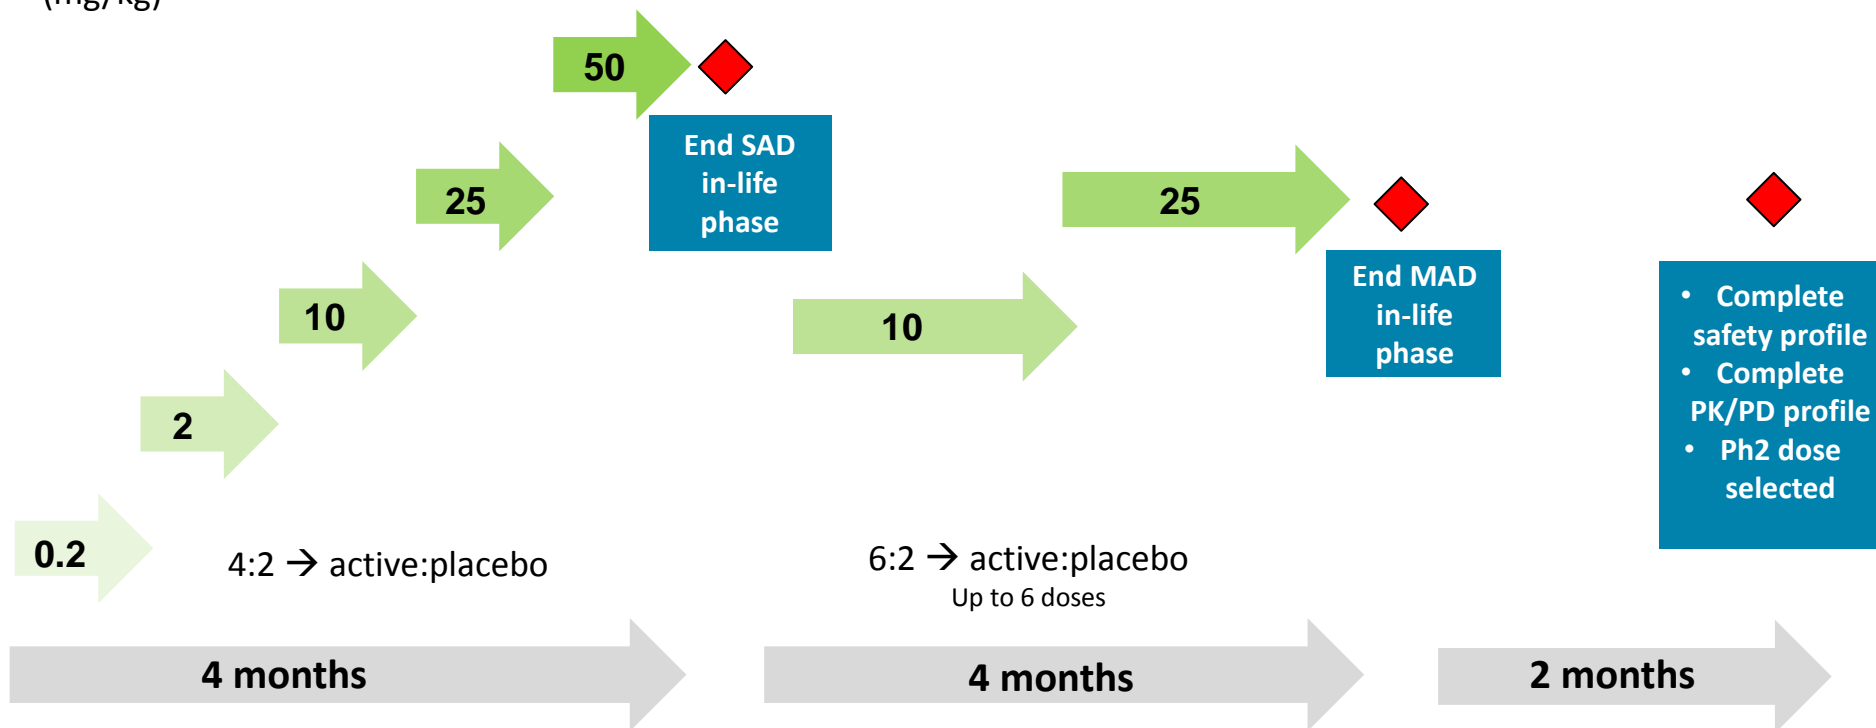 (mg/kg)
50
End SAD
in-life
phase
25
25
End MAD
in-life
phase
• Complete
safety profile
• Complete
PK/PD profile
• Ph2 dose
selected
10
10
2
0.2
4:2 → active:placebo
6:2 → active:placebo
Up to 6 doses
4 months
4 months
2 months